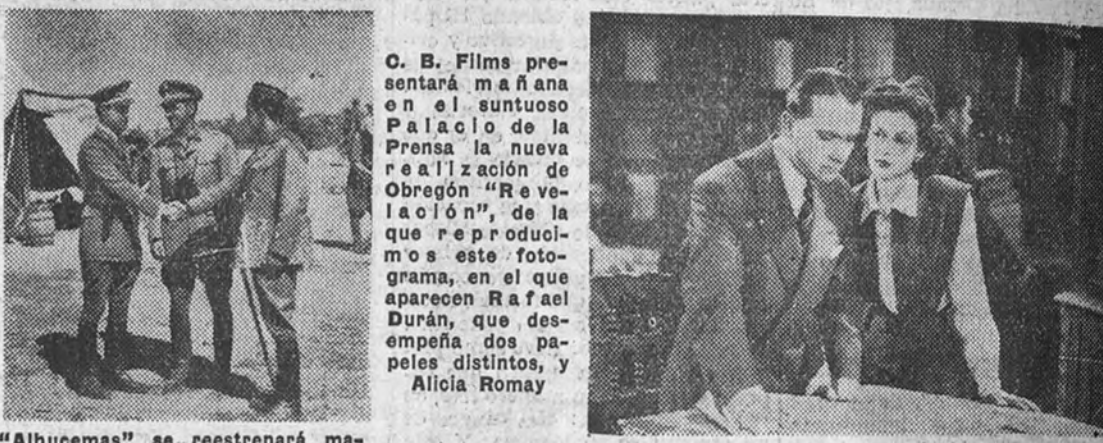 C. B. Films pre-
sentará mañana
en el suntuoso
Palacio de la
Prensa la nueva
realización de
Obregón "Reve-
lación", de la
que reproduci-
mos este foto-
grama, en el que
aparecen Rafael
Durán, que des-
empeña dos pa-
peles distintos, y
Alicia Romay
"Alhucemas" se reestrenará ma-